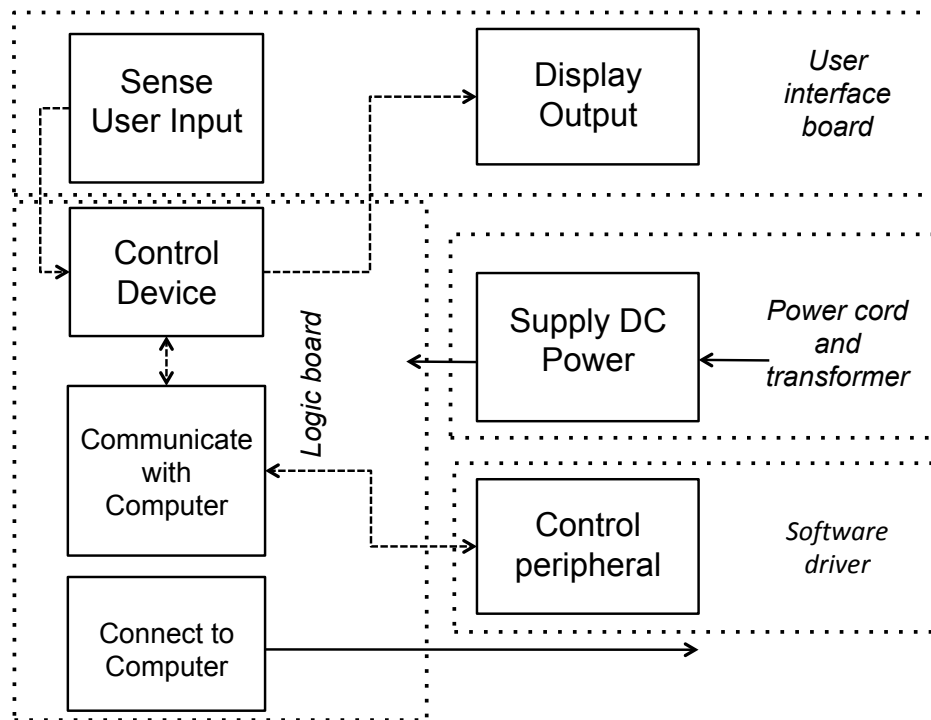 Sense
User Input
Display
Output
User
interface
board
Control
Device
Logic board
Supply DC
Power
Power cord
and
transformer
Communicate
with
Computer
Control
peripheral
Software
driver
Connect to
Computer